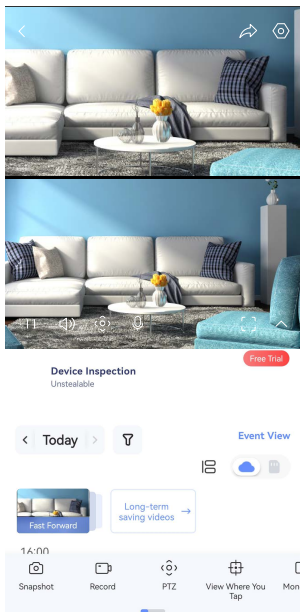 Free Trial
Device Inspection
Unstealable
Today
Event View
Fast Forward
Long-term
saving videos
16:00
Snapshot
Record
PTZ
View Where You
Tap
Mon